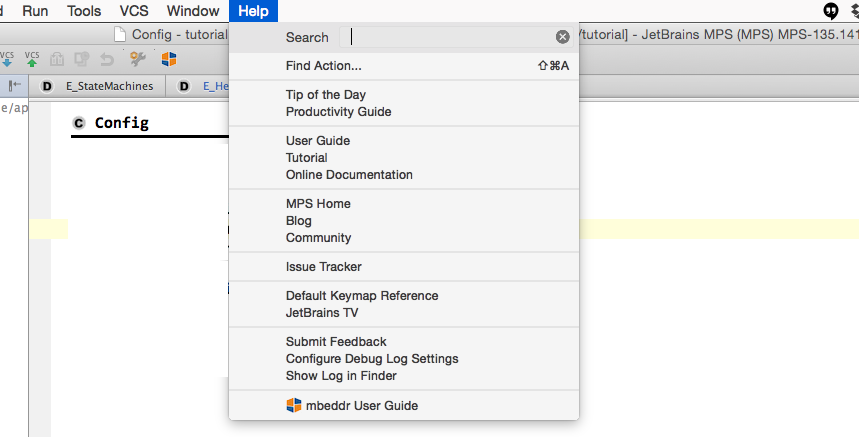 Run Tools VCS Window Help
Config - tutorial
/tutorial] - JetBrains MPS (MPS) MPS-135.141
VCS VCS
D E_StateMachines D E_He
e/ap
C Config
Search
Find Action... ⇧⌘A
Tip of the Day
Productivity Guide
User Guide
Tutorial
Online Documentation
MPS Home
Blog
Community
Issue Tracker
Default Keymap Reference
JetBrains TV
Submit Feedback
Configure Debug Log Settings
Show Log in Finder
mbeddr User Guide